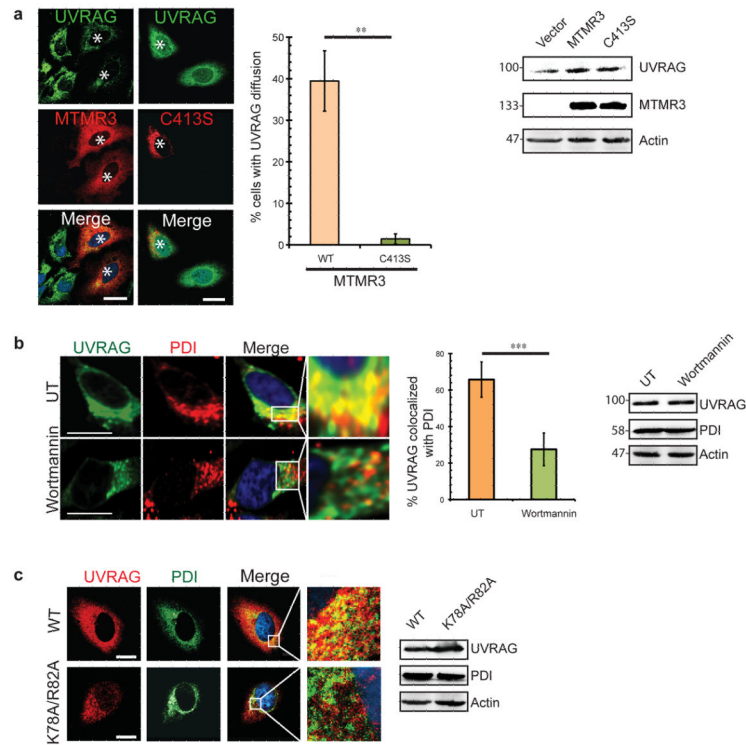 a
UVRAG UVRAG
* *
*
MTMR3 C413S
* *
*
Merge Merge
* *
*
% cells with UVRAG diffusion
50
40
30
20
10
0
**
WT C413S
MTMR3
Vector MTMR3 C413S
100 UVRAG
133 MTMR3
47 Actin
b
UVRAG PDI Merge
UT
Wortmannin
% UVRAG colocalized
with PDI
80
60
40
20
0
***
UT Wortmannin
UT Wortmannin
100 UVRAG
58 PDI
47 Actin
c
UVRAG PDI Merge
WT
K78A/R82A
WT K78A/R82A
UVRAG
PDI
Actin